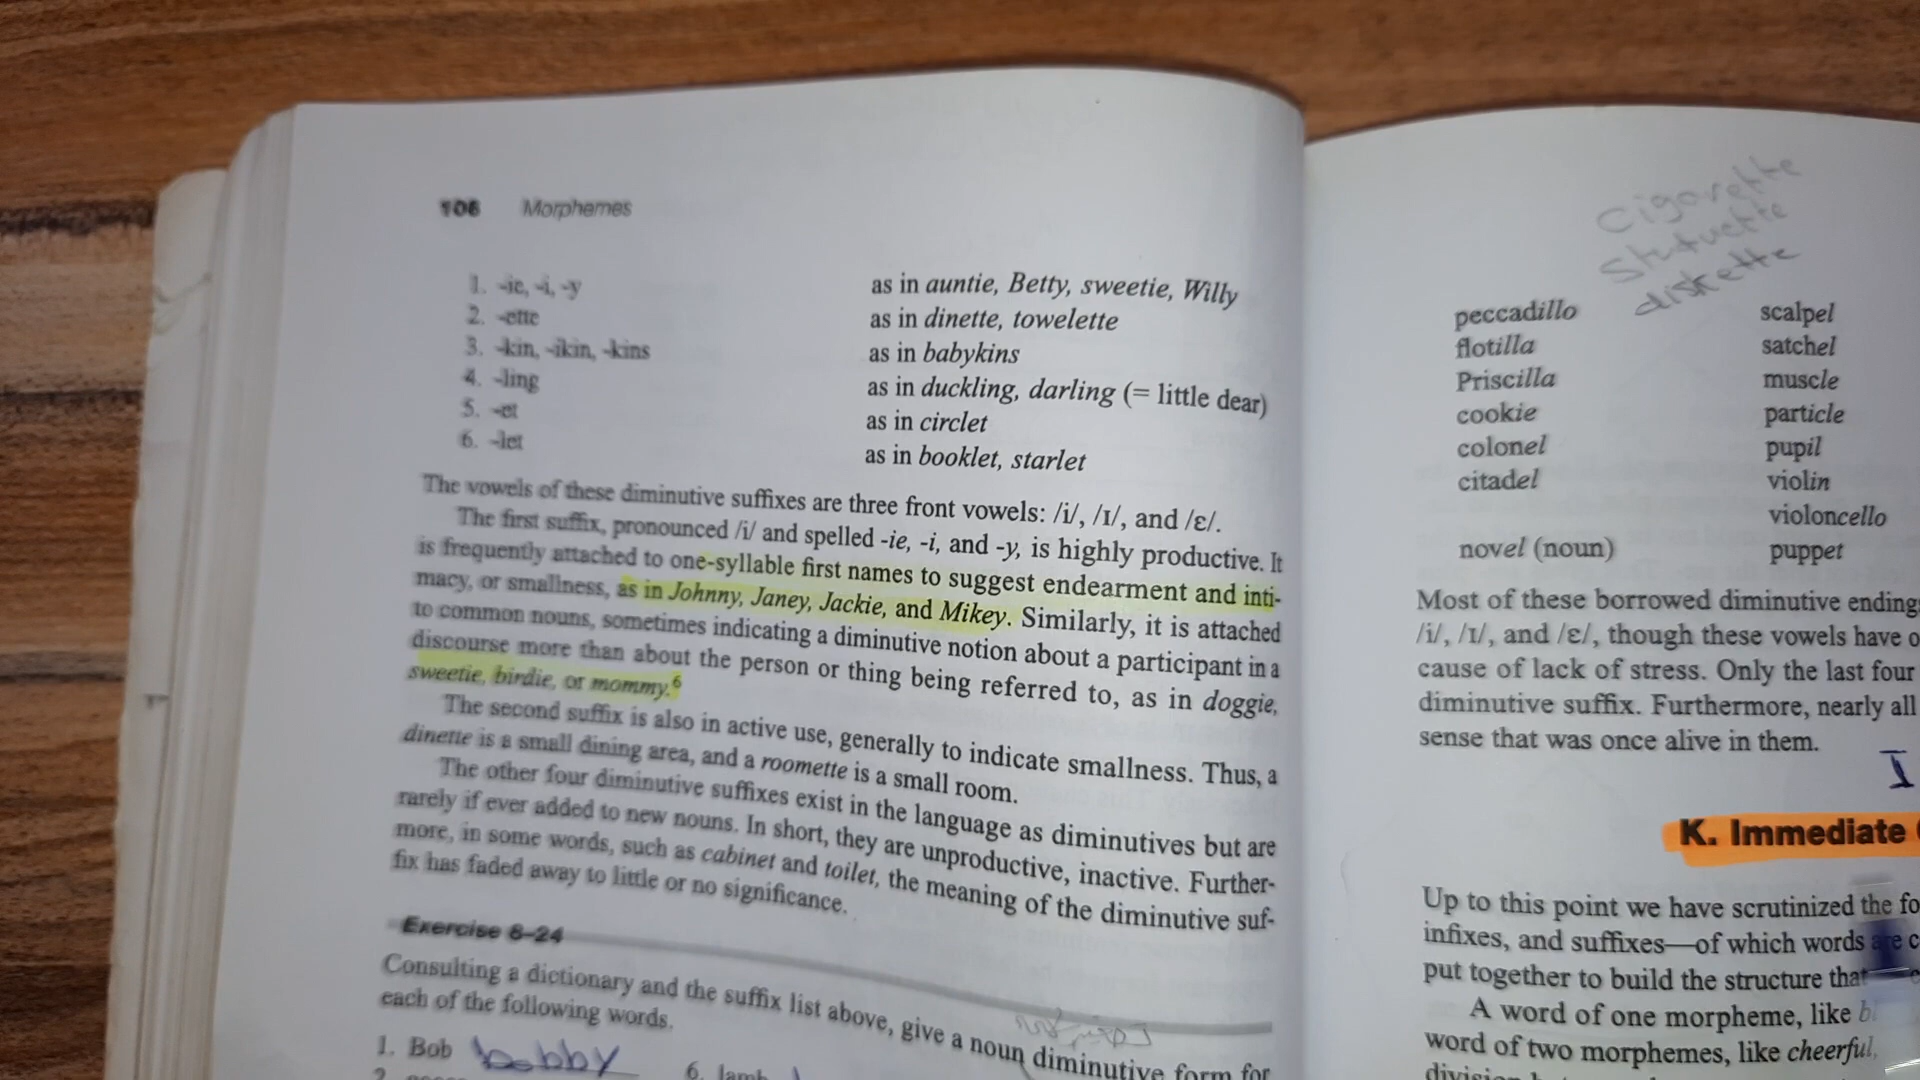 106 Morphemes
1. -ie, -i, -y as in auntie, Betty, sweetie, Willy
2. -ette as in dinette, towelette
3. -kin, -ikin, -kins as in babykins
4. -ling as in duckling, darling (= little dear)
5. -et as in circlet
6. -let as in booklet, starlet
The vowels of these diminutive suffixes are three front vowels: /i/, /ɪ/, and /ɛ/.
The first suffix, pronounced /i/ and spelled -ie, -i, and -y, is highly productive. It
is frequently attached to one-syllable first names to suggest endearment and inti-
macy, or smallness, as in Johnny, Janey, Jackie, and Mikey. Similarly, it is attached
to common nouns, sometimes indicating a diminutive notion about a participant in a
discourse more than about the person or thing being referred to, as in doggie,
sweetie, birdie, or mommy.⁶
The second suffix is also in active use, generally to indicate smallness. Thus, a
dinette is a small dining area, and a roomette is a small room.
The other four diminutive suffixes exist in the language as diminutives but are
rarely if ever added to new nouns. In short, they are unproductive, inactive. Further-
more, in some words, such as cabinet and toilet, the meaning of the diminutive suf-
fix has faded away to little or no significance.
Exercise 8-24
Consulting a dictionary and the suffix list above, give a noun diminutive form for
each of the following words.
1. Bob bobby 6. lamb
Cigarette
diskette
peccadillo scalpel
flotilla satchel
Priscilla muscle
cookie particle
colonel pupil
citadel violin
violoncello
novel (noun) puppet
Most of these borrowed diminutive ending
/i/, /ɪ/, and /ɛ/, though these vowels have o
cause of lack of stress. Only the last four
diminutive suffix. Furthermore, nearly all
sense that was once alive in them.
I
K. Immediate
Up to this point we have scrutinized the fo
infixes, and suffixes—of which words are c
put together to build the structure that
A word of one morpheme, like bl
word of two morphemes, like cheerful,